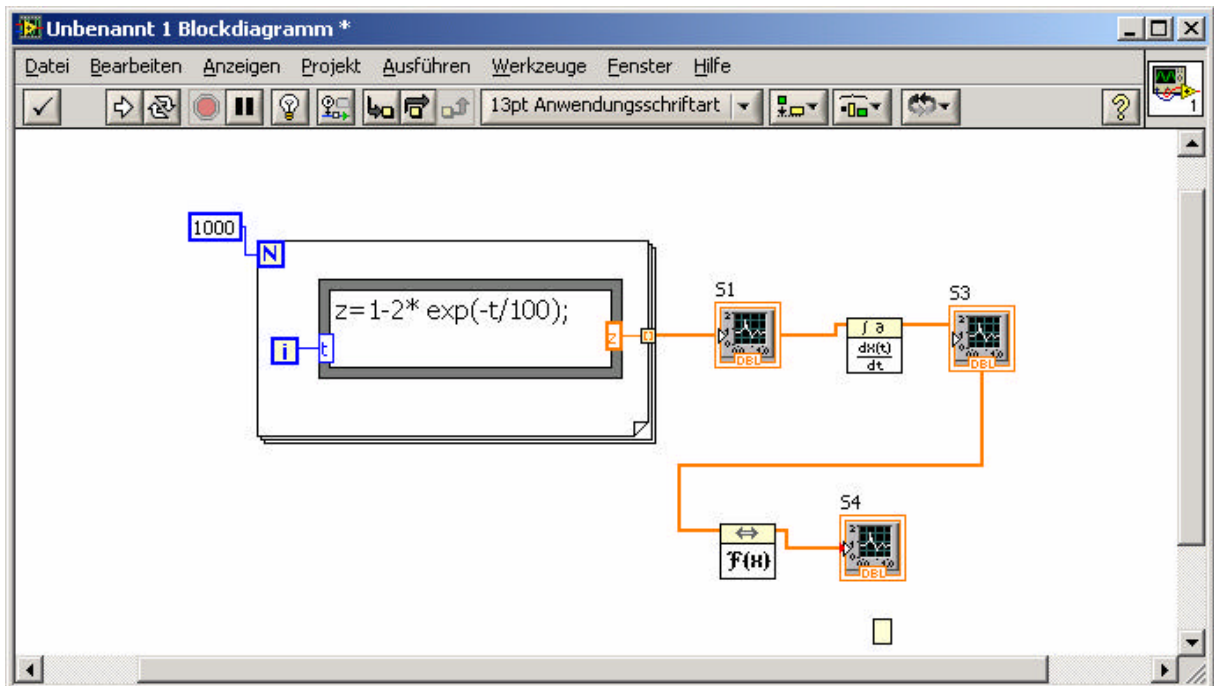 Unbenannt 1 Blockdiagramm *
Datei Bearbeiten Anzeigen Projekt Ausführen Werkzeuge Fenster Hilfe
13pt Anwendungsschriftart
?
1
1000
N
z=1-2* exp(-t/100);
i
t
z
S1
DBL
∫ ∂
dX(t)
dt
S3
DBL
F(x)
S4
DBL